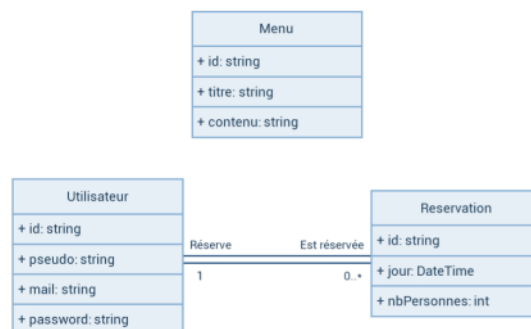 Menu
+ id: string
+ titre: string
+ contenu: string
Utilisateur
+ id: string
+ pseudo: string
+ mail: string
+ password: string
Réserve
Est réservée
1
0..*
Reservation
+ id: string
+ jour: DateTime
+ nbPersonnes: int